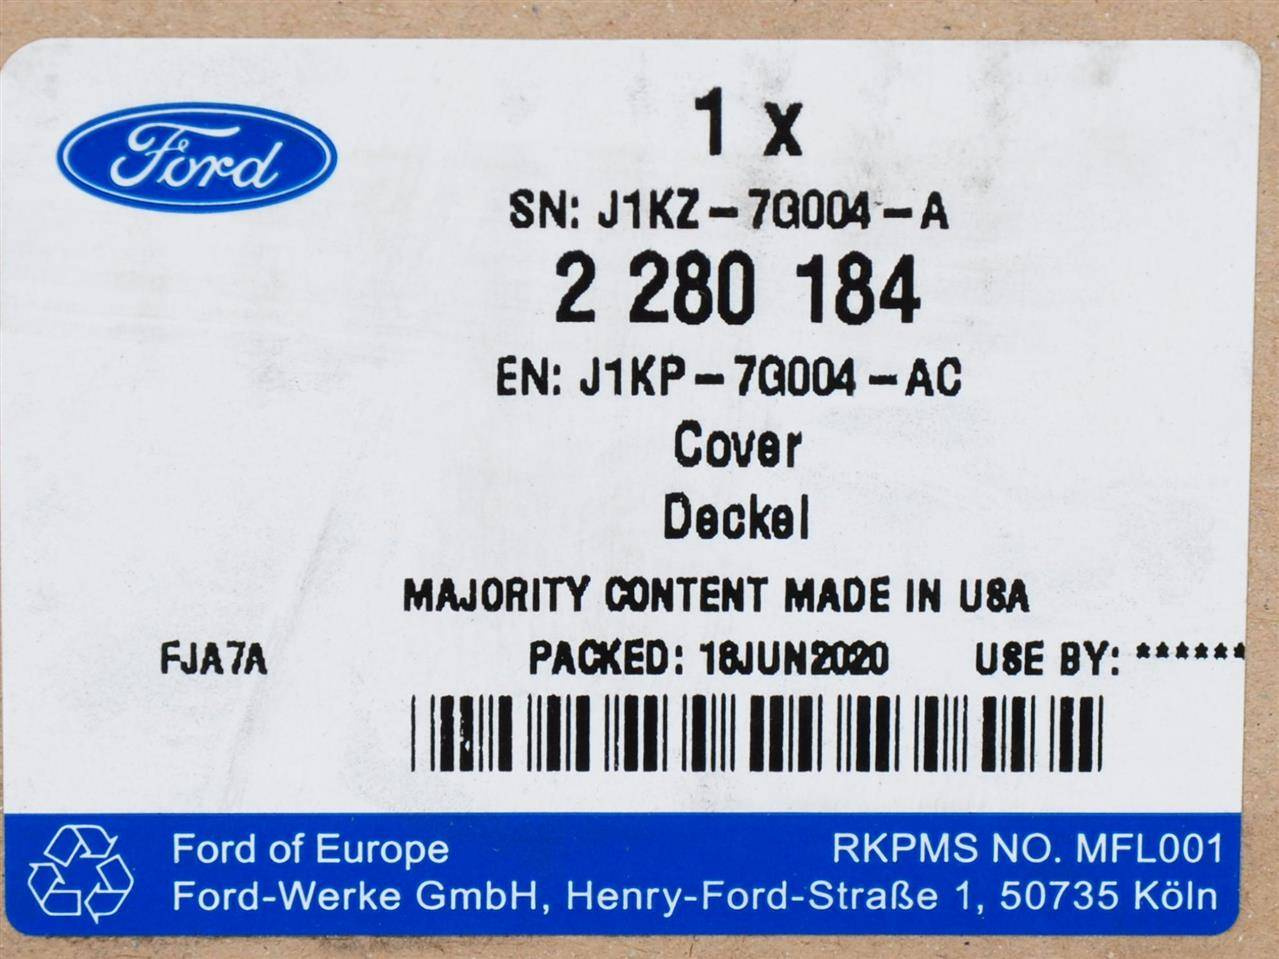 Ford
1 x
SN: J1KZ-7G004-A
2 280 184
EN: J1KP-7G004-AC
Cover
Deckel
MAJORITY CONTENT MADE IN USA
FJA7A PACKED: 18JUN2020 USE BY: ******
Ford of Europe RKPMS NO. MFL001
Ford-Werke GmbH, Henry-Ford-Straße 1, 50735 Köln